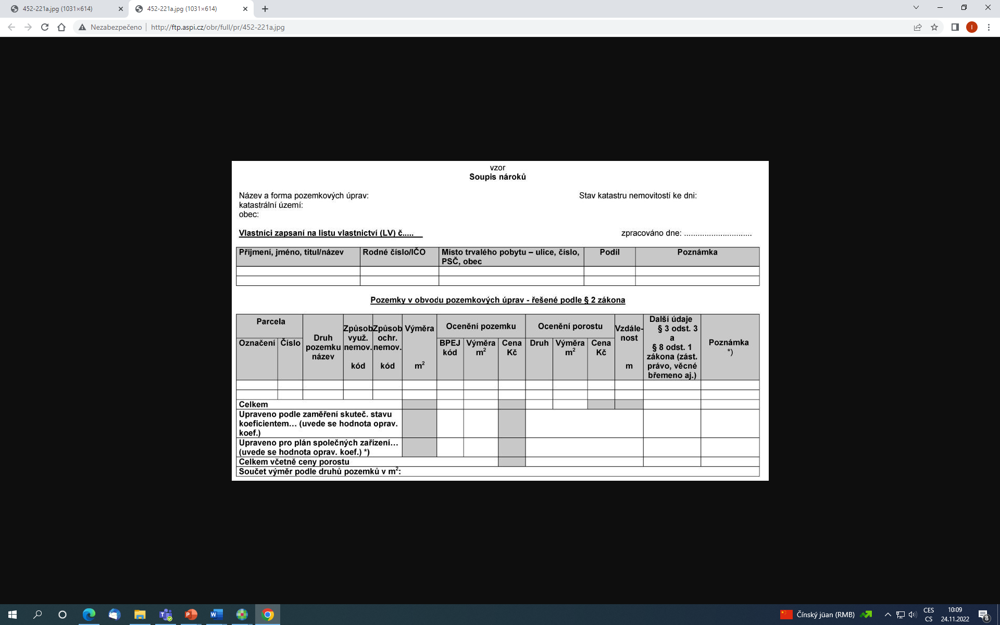 452-221a.jpg (1031×614)
452-221a.jpg (1031×614)
Nezabezpečeno
http://ftp.aspi.cz/obr/full/pr/452-221a.jpg
I
vzor
Soupis nároků
Název a forma pozemkových úprav:
Stav katastru nemovitostí ke dni:
katastrální území:
obec:
Vlastníci zapsaní na listu vlastnictví (LV) č.....__
zpracováno dne: ..............................
Příjmení, jméno, titul/název
Rodné číslo/IČO
Místo trvalého pobytu – ulice, číslo,
PSČ, obec
Podíl
Poznámka
Pozemky v obvodu pozemkových úprav - řešené podle § 2 zákona
Parcela
Označení
Číslo
Druh
pozemku
název
Způsob
využ.
nemov.
kód
Způsob
ochr.
nemov.
kód
Výměra
m²
Ocenění pozemku
BPEJ
kód
Výměra
m²
Cena
Kč
Ocenění porostu
Druh
Výměra
m²
Cena
Kč
Vzdále-
nost
m
Další údaje
§ 3 odst. 3
a
§ 8 odst. 1
zákona (zást.
právo, věcné
břemeno aj.)
Poznámka
*)
Celkem
Upraveno podle zaměření skuteč. stavu
koeficientem… (uvede se hodnota oprav.
koef.)
Upraveno pro plán společných zařízení…
(uvede se hodnota oprav. koef.) *)
Celkem včetně ceny porostu
Součet výměr podle druhů pozemků v m²:
Čínský jüan (RMB)
CES
CS
10:09
24.11.2022
8